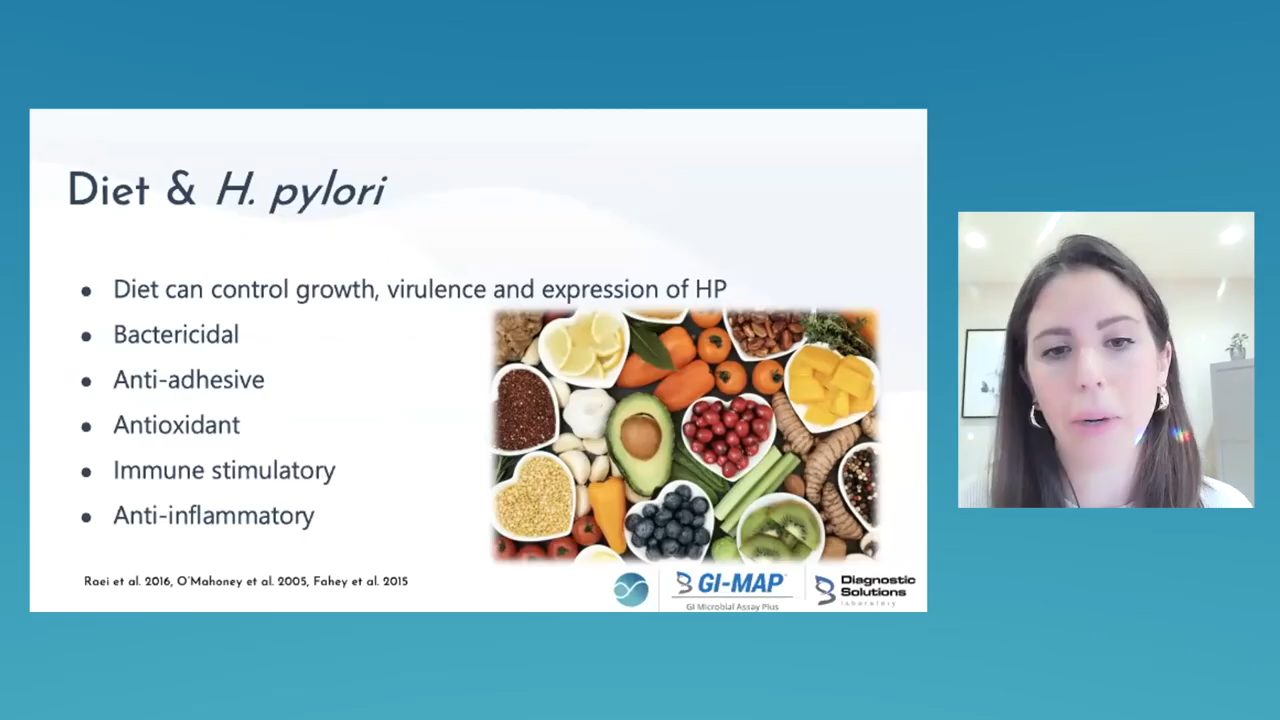 Diet & H. pylori
Diet can control growth, virulence and expression of HP
Bactericidal
Anti-adhesive
Antioxidant
Immune stimulatory
Anti-inflammatory
Raei et al. 2016, O'Mahoney et al. 2005, Fahey et al. 2015
GI-MAP
GI Microbial Assay Plus
Diagnostic
Solutions
laboratory